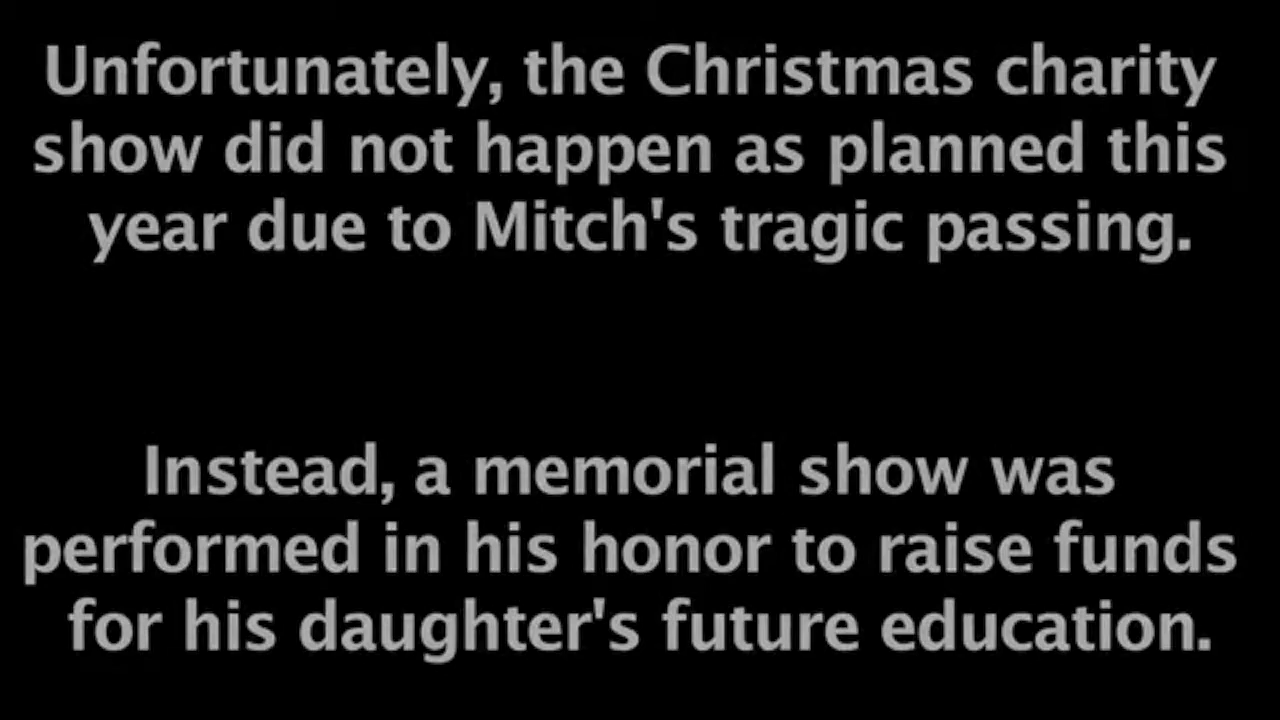 Unfortunately, the Christmas charity
show did not happen as planned this
year due to Mitch's tragic passing.
Instead, a memorial show was
performed in his honor to raise funds
for his daughter's future education.